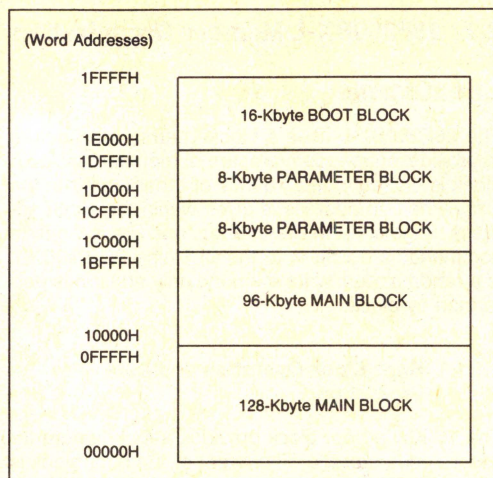 (Word Addresses)
1FFFFH
16-Kbyte BOOT BLOCK
1E000H
1DFFFH
8-Kbyte PARAMETER BLOCK
1D000H
1CFFFH
8-Kbyte PARAMETER BLOCK
1C000H
1BFFFH
96-Kbyte MAIN BLOCK
10000H
0FFFFH
128-Kbyte MAIN BLOCK
00000H